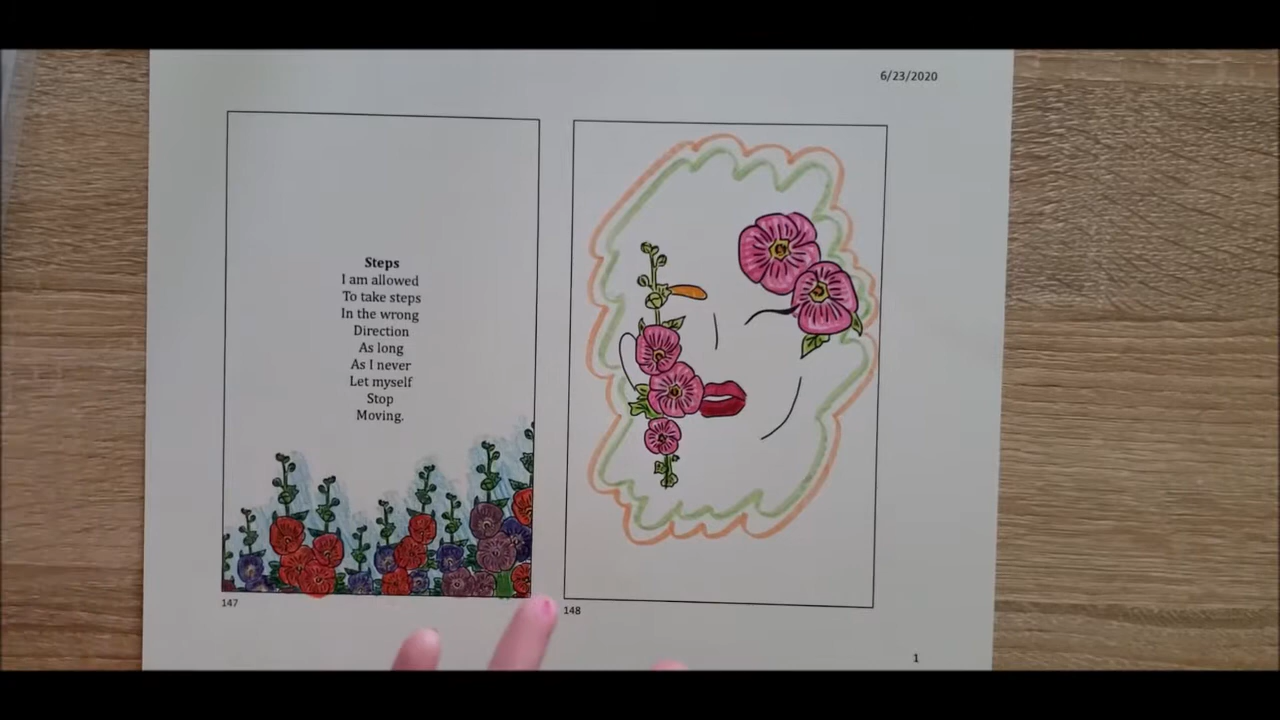 6/23/2020
Steps
I am allowed
To take steps
In the wrong
Direction
As long
As I never
Let myself
Stop
Moving.
147
148
1